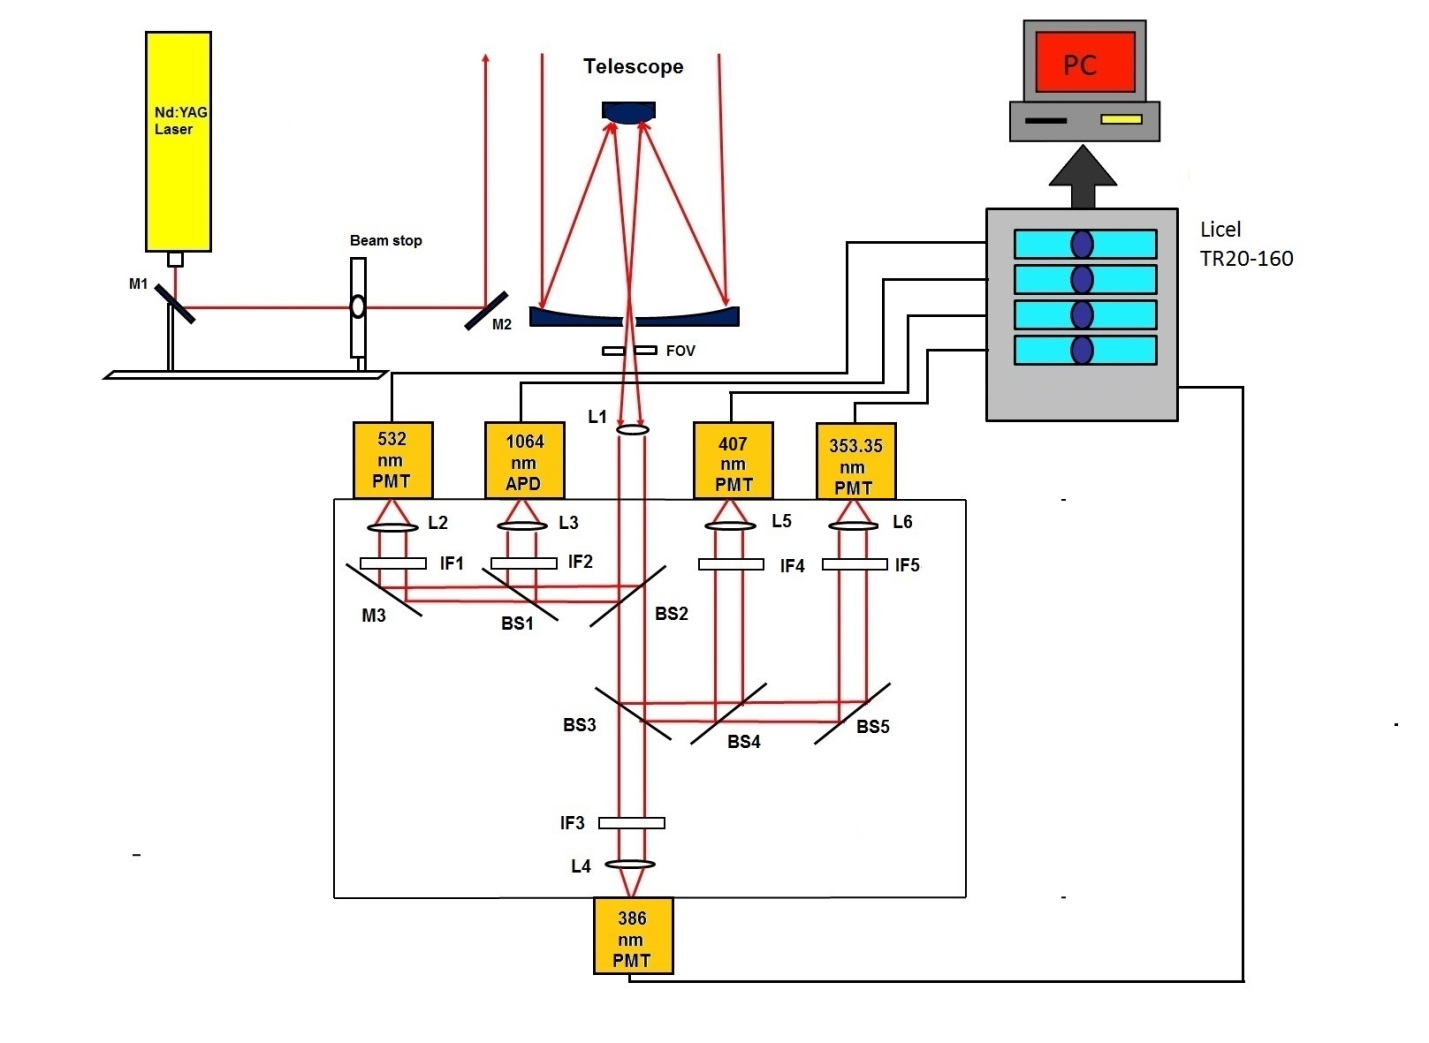 Telescope
PC
Nd:YAG
Laser
Licel
TR20-160
Beam stop
M1
M2
FOV
L1
532
nm
PMT
1064
nm
APD
407
nm
PMT
353.35
nm
PMT
L2
L3
L5
L6
IF1
IF2
IF4
IF5
M3
BS1
BS2
BS3
BS4
BS5
IF3
L4
386
nm
PMT